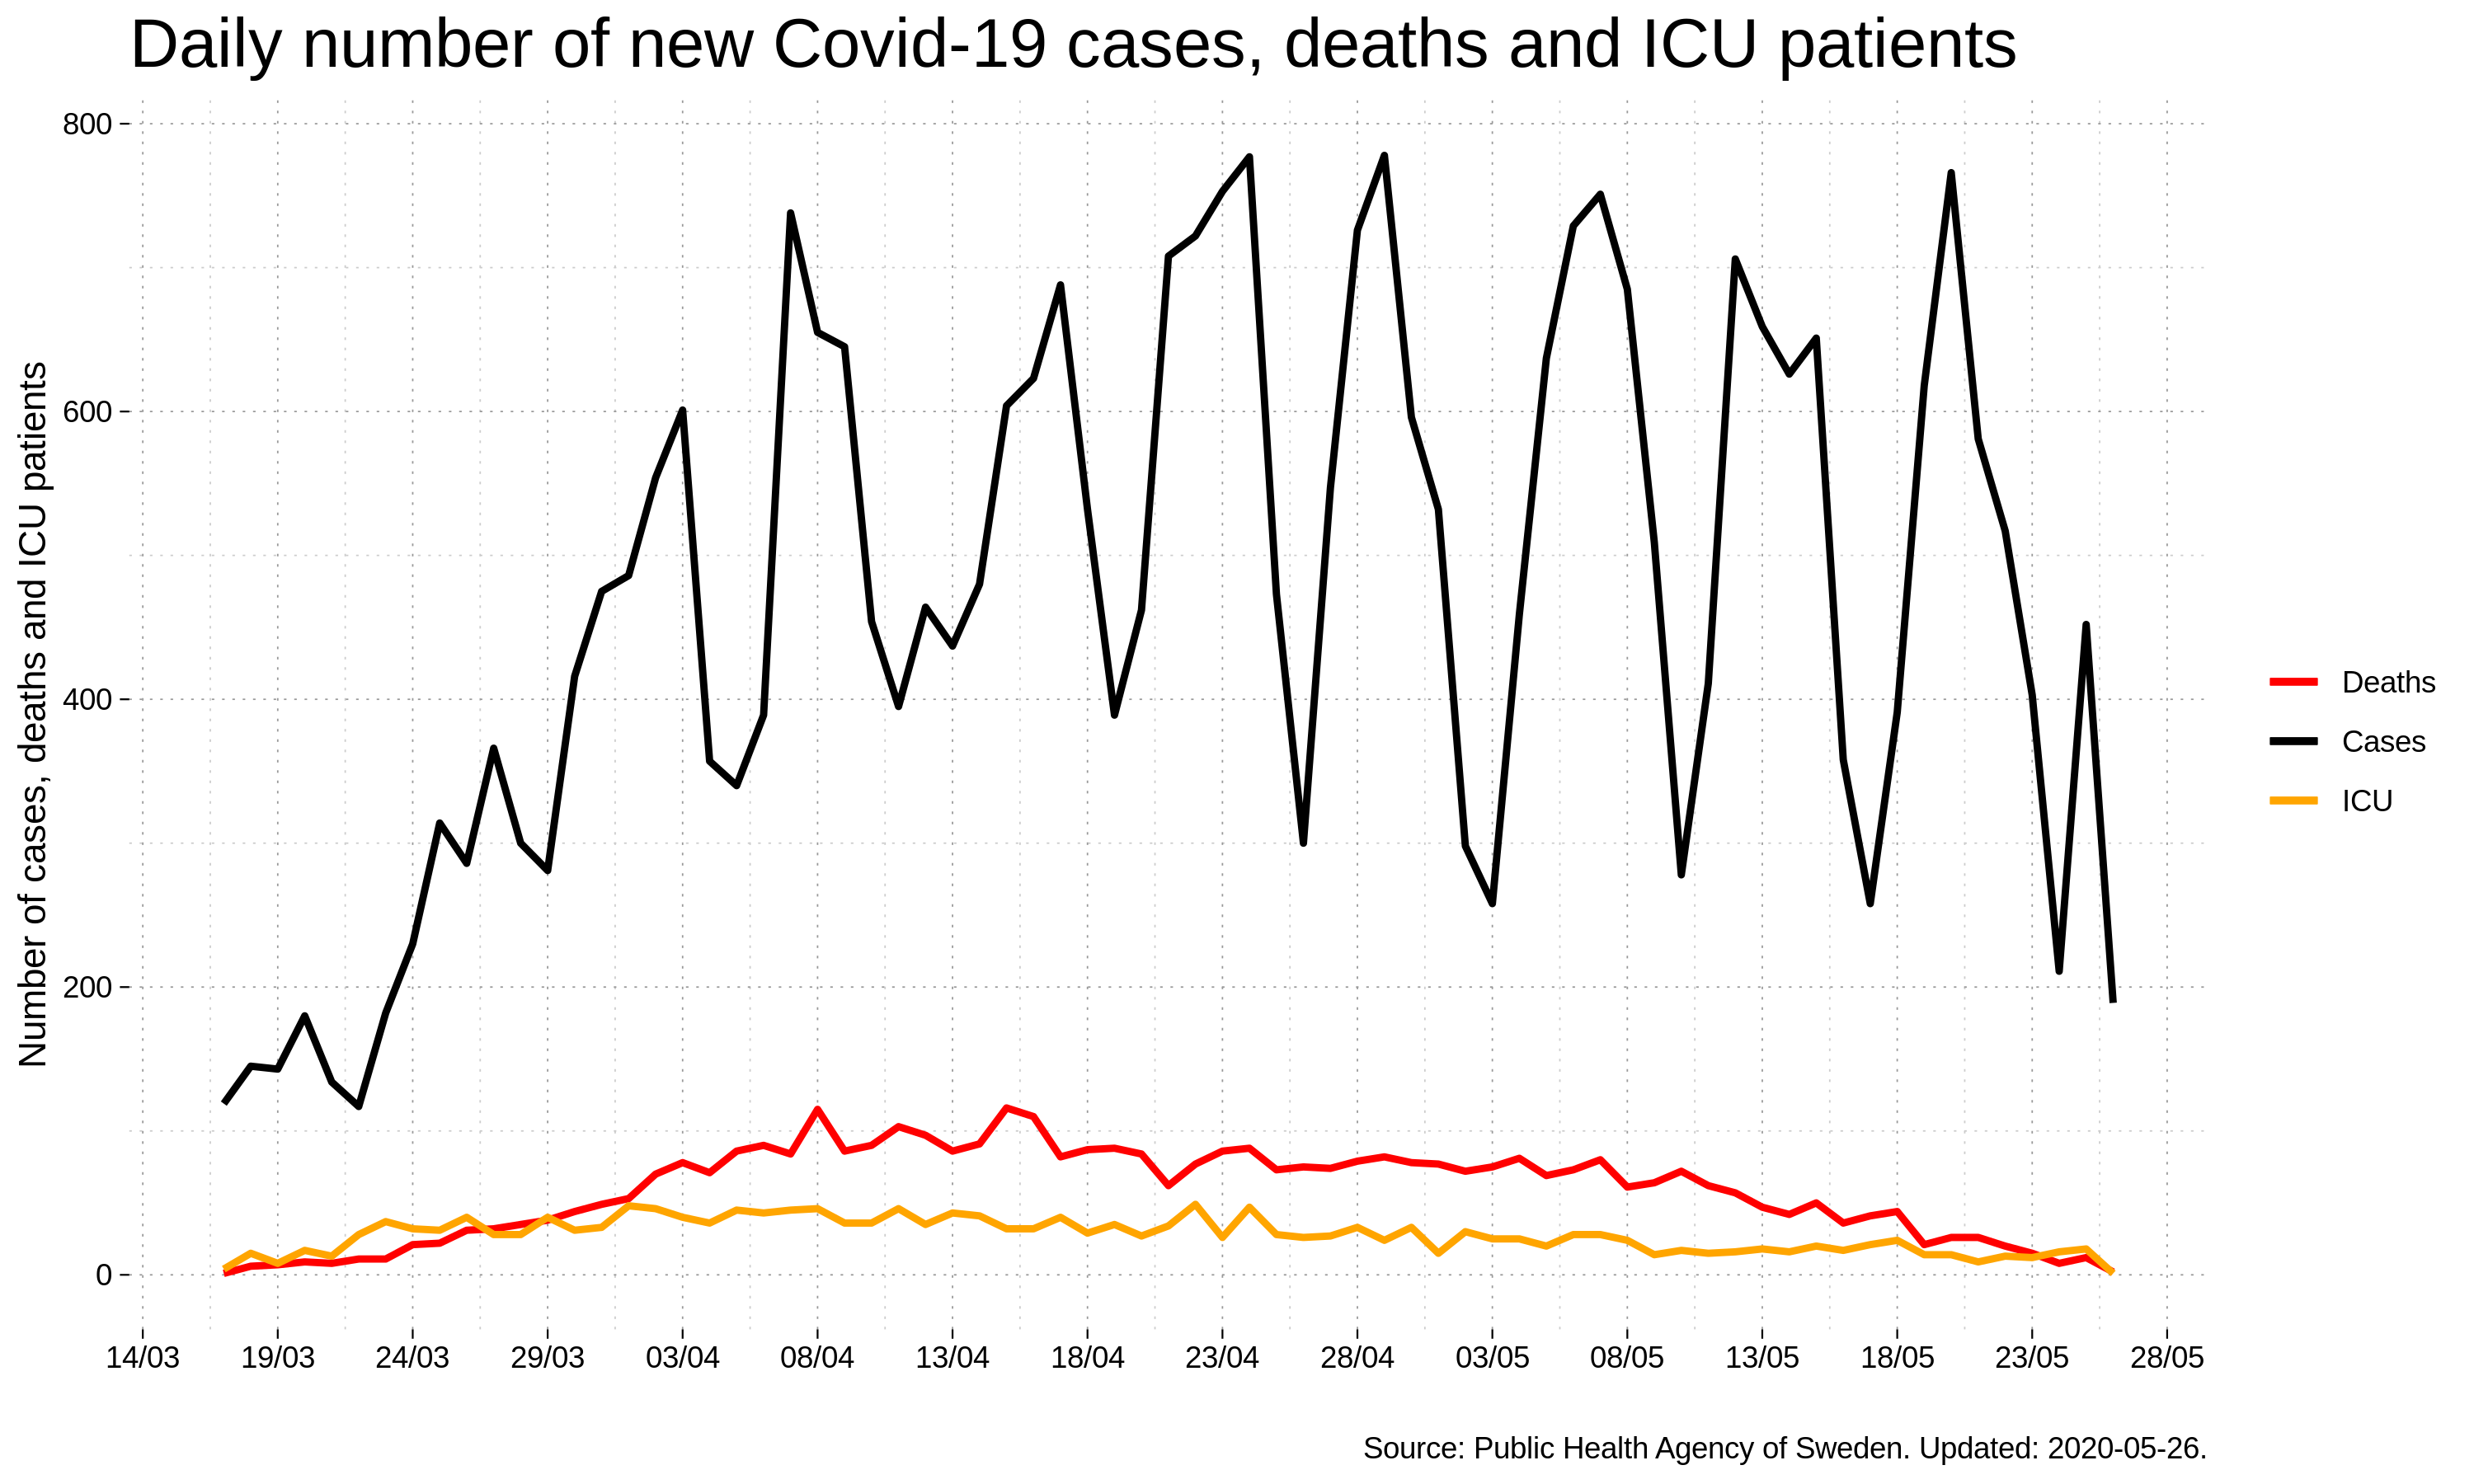 Daily number of new Covid-19 cases, deaths and ICU patients
Number of cases, deaths and ICU patients
800
600
400
200
0
14/03 19/03 24/03 29/03 03/04 08/04 13/04 18/04 23/04 28/04 03/05 08/05 13/05 18/05 23/05 28/05
Deaths
Cases
ICU
Source: Public Health Agency of Sweden. Updated: 2020-05-26.